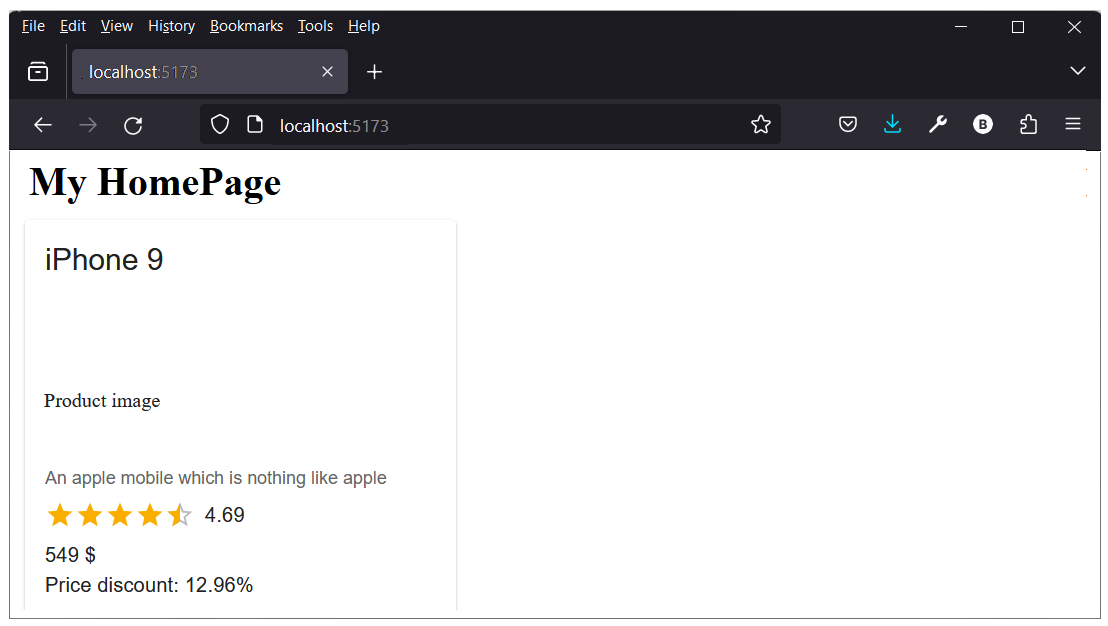 File Edit View History Bookmarks Tools Help
localhost:5173
localhost:5173
B
My HomePage
iPhone 9
Product image
An apple mobile which is nothing like apple
4.69
549 $
Price discount: 12.96%